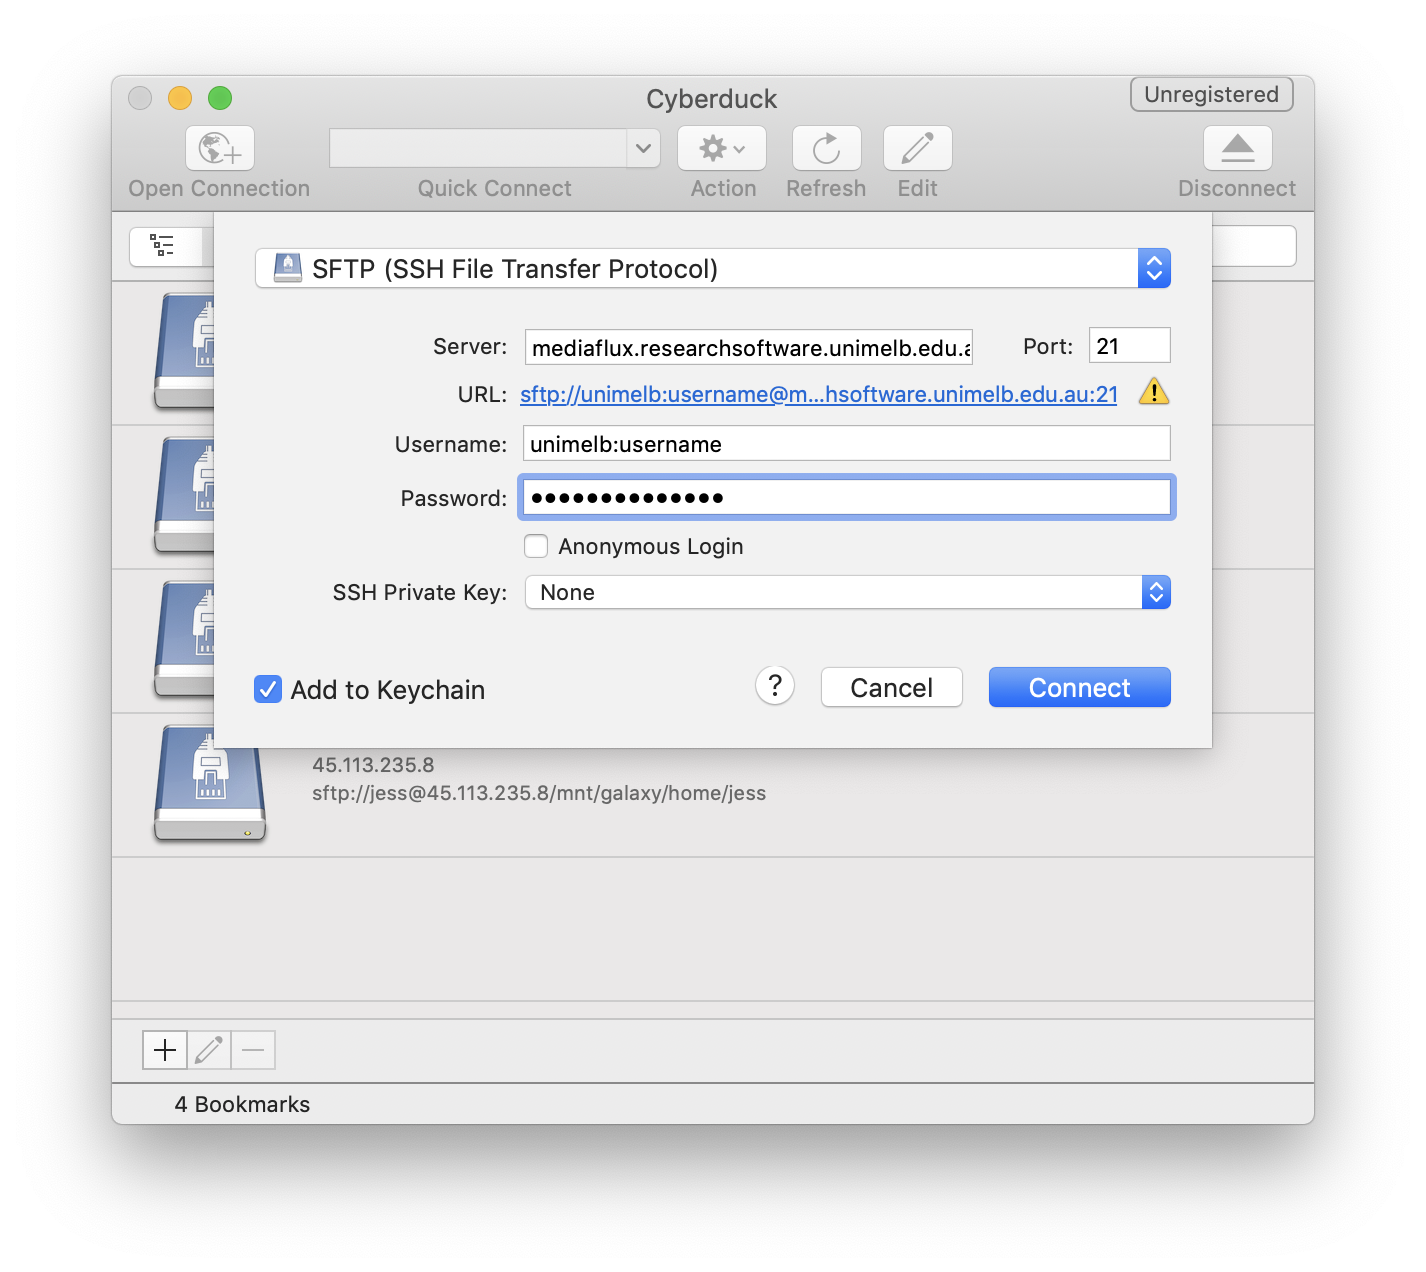 Cyberduck
Unregistered
Open Connection
Quick Connect
Action
Refresh
Edit
Disconnect
SFTP (SSH File Transfer Protocol)
Server: mediaflux.researchsoftware.unimelb.edu.a
Port: 21
URL: sftp://unimelb:username@m...hsoftware.unimelb.edu.au:21
Username: unimelb:username
Password: ••••••••••••••
Anonymous Login
SSH Private Key: None
Add to Keychain
?
Cancel
Connect
45.113.235.8
sftp://jess@45.113.235.8/mnt/galaxy/home/jess
4 Bookmarks